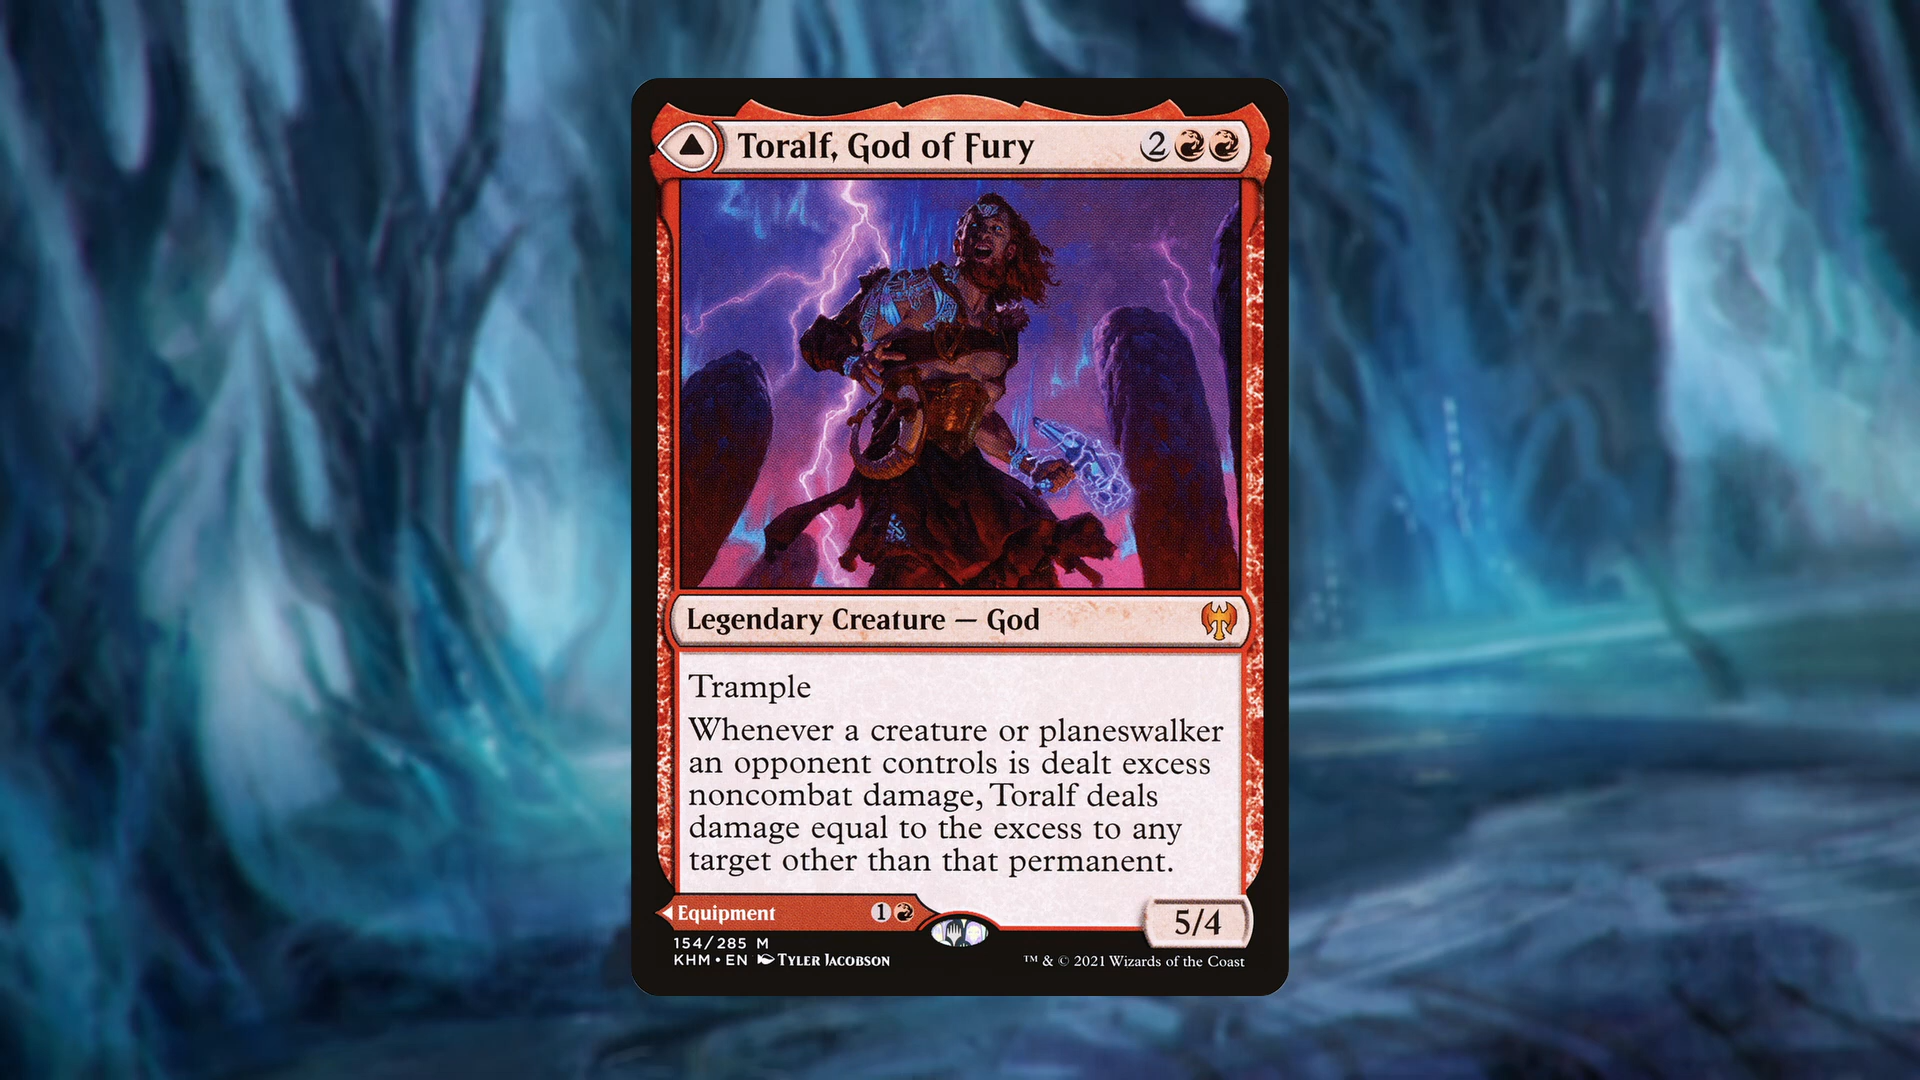 Toralf, God of Fury 2
Legendary Creature — God
Trample
Whenever a creature or planeswalker
an opponent controls is dealt excess
noncombat damage, Toralf deals
damage equal to the excess to any
target other than that permanent.
Equipment 1
5/4
154/285 M
KHM • EN Tyler Jacobson
™ & © 2021 Wizards of the Coast